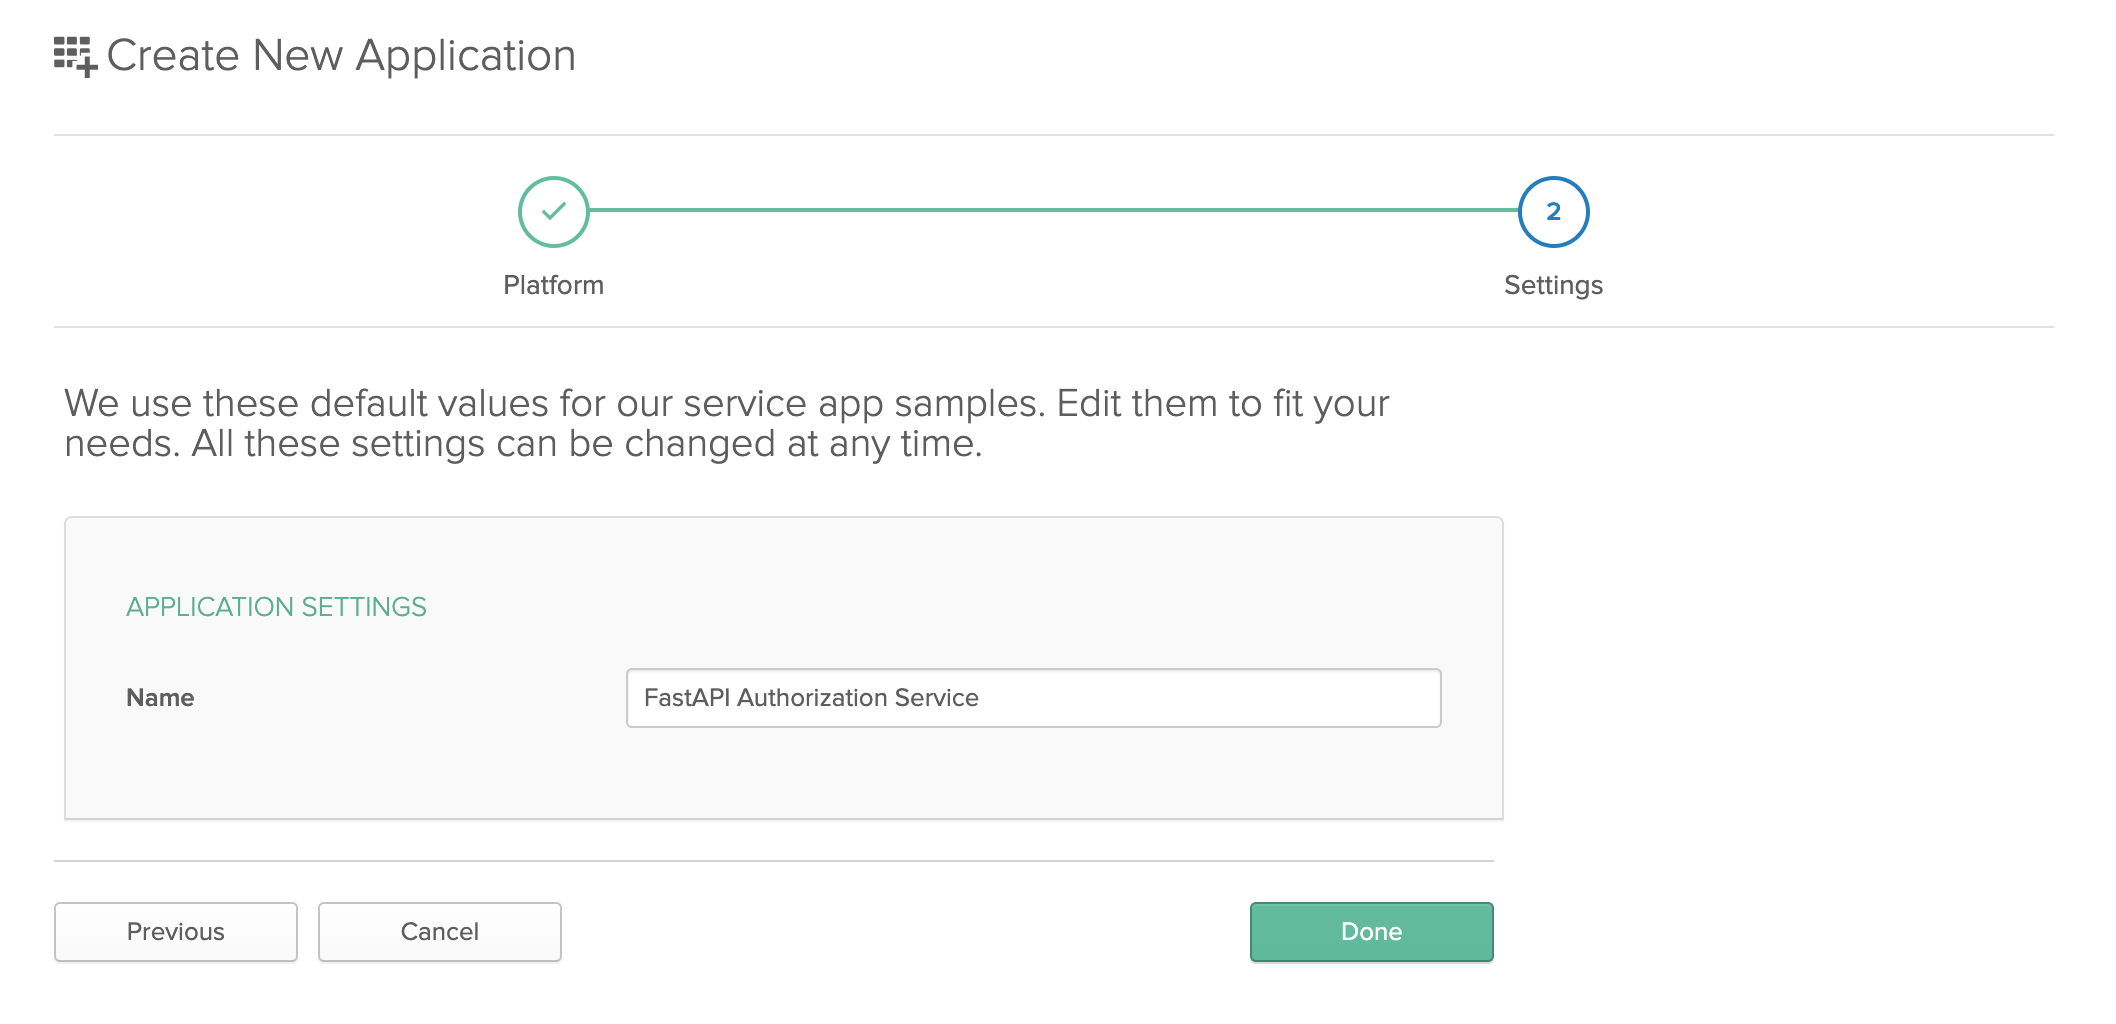 Create New Application
2
Platform
Settings
We use these default values for our service app samples. Edit them to fit your
needs. All these settings can be changed at any time.
APPLICATION SETTINGS
Name
FastAPI Authorization Service
Previous
Cancel
Done